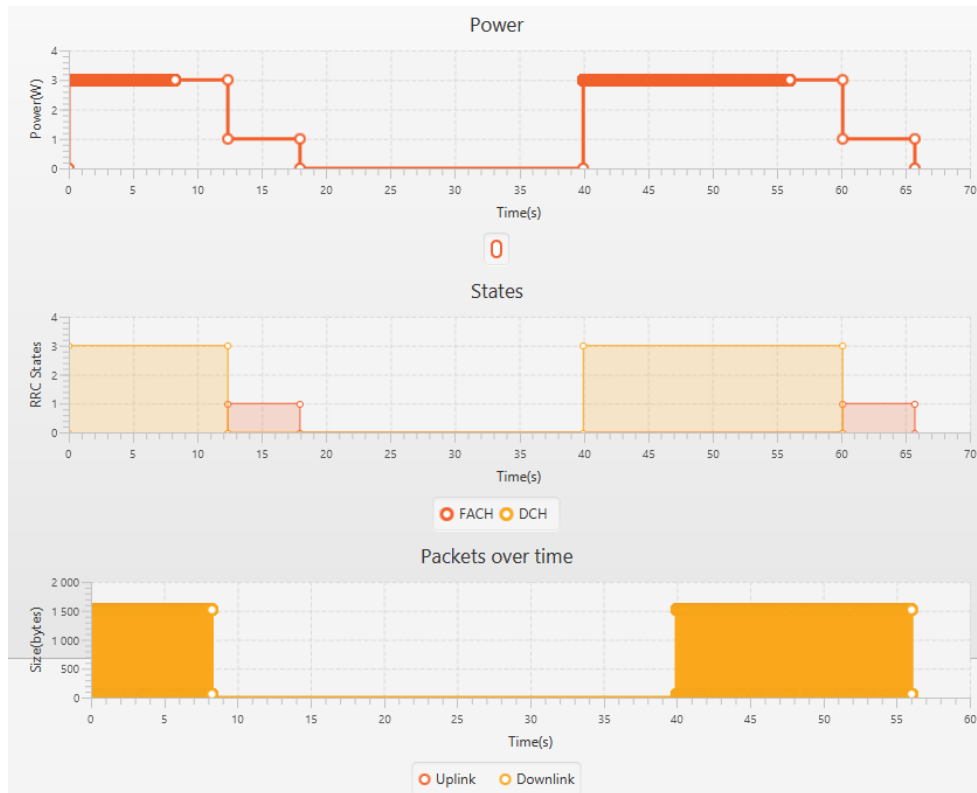 Power
4
3
2
1
0
Power(W)
0 5 10 15 20 25 30 35 40 45 50 55 60 65 70
Time(s)
0
States
4
3
2
1
0
RRC States
0 5 10 15 20 25 30 35 40 45 50 55 60 65 70
Time(s)
FACH DCH
Packets over time
2 000
1 500
1 000
500
0
Size(bytes)
0 5 10 15 20 25 30 35 40 45 50 55 60
Time(s)
Uplink Downlink